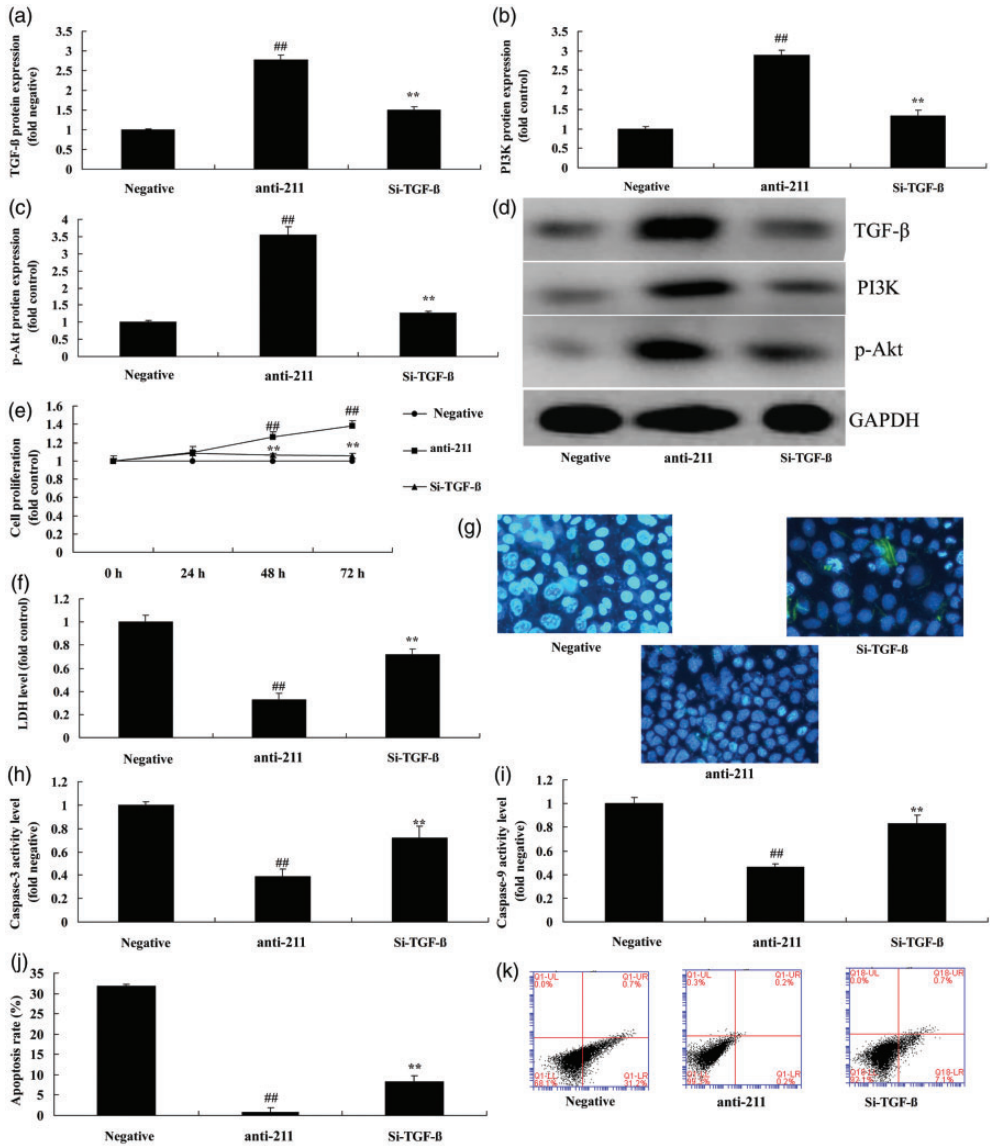 (a)
TGF-ß protein expression
(fold negative)
3.5
3
2.5
2
1.5
1
0.5
0
##
**
Negative
anti-211
Si-TGF-ß
(b)
PI3K protien expression
(fold control)
3.5
3
2.5
2
1.5
1
0.5
0
##
**
Negative
anti-211
Si-TGF-ß
(c)
p-Akt protien expression
(fold control)
4
3.5
3
2.5
2
1.5
1
0.5
0
##
**
Negative
anti-211
Si-TGF-ß
(d)
TGF-β
PI3K
p-Akt
GAPDH
Negative
anti-211
Si-TGF-ß
(e)
Cell proliferation
(fold control)
1.6
1.4
1.2
1
0.8
0.6
0.4
0.2
0
##
##
**
**
0 h
24 h
48 h
72 h
Negative
anti-211
Si-TGF-ß
(f)
LDH level (fold control)
1.2
1
0.8
0.6
0.4
0.2
0
##
**
Negative
anti-211
Si-TGF-ß
(g)
Negative
Si-TGF-ß
anti-211
(h)
Caspase-3 activity level
(fold negative)
1.2
1
0.8
0.6
0.4
0.2
0
##
**
Negative
anti-211
Si-TGF-ß
(i)
Caspase-9 activity level
(fold negative)
1.2
1
0.8
0.6
0.4
0.2
0
##
**
Negative
anti-211
Si-TGF-ß
(j)
Apoptosis rate (%)
35
30
25
20
15
10
5
0
##
**
Negative
anti-211
Si-TGF-ß
(k)
Q1-UL
0.0%
Q1-UR
0.7%
Q1-LL
68.1%
Q1-LR
31.2%
Negative
Q1-UL
0.3%
Q1-UR
0.2%
Q1-LR
0.2%
anti-211
Q18-UL
0.0%
Q18-UR
0.7%
Q18-LL
92.1%
Q18-LR
7.1%
Si-TGF-ß